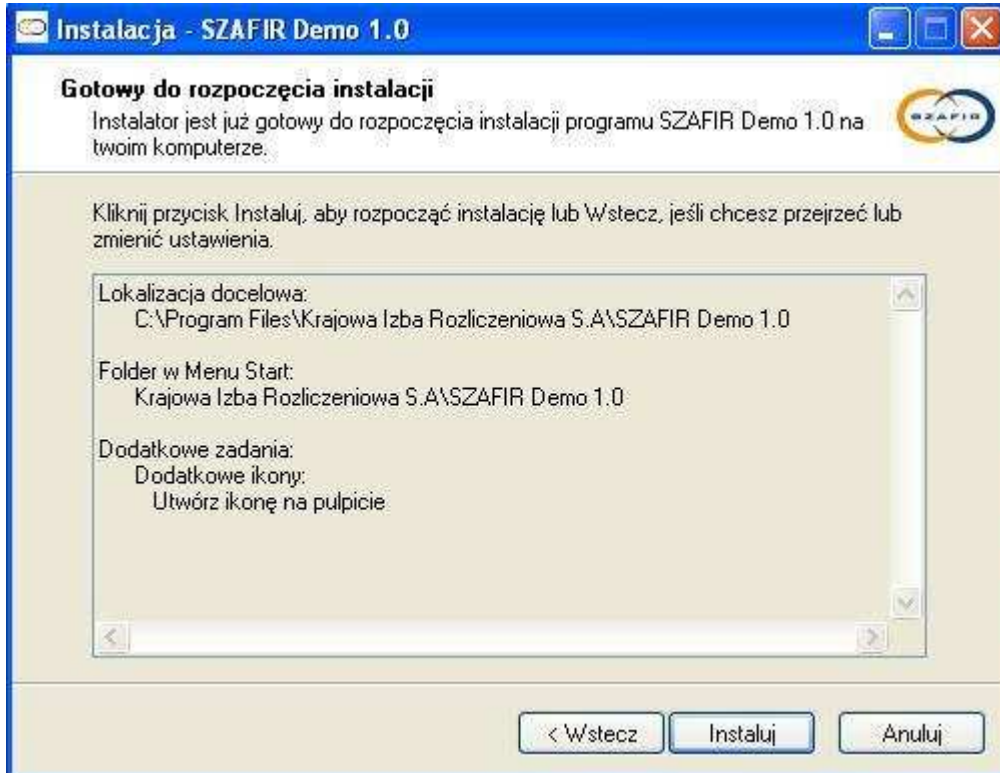 Instalacja - SZAFIR Demo 1.0
Gotowy do rozpoczęcia instalacji
Instalator jest już gotowy do rozpoczęcia instalacji programu SZAFIR Demo 1.0 na
twoim komputerze.
SZAFIR
Kliknij przycisk Instaluj, aby rozpocząć instalację lub Wstecz, jeśli chcesz przejrzeć lub
zmienić ustawienia.
Lokalizacja docelowa:
C:\Program Files\Krajowa Izba Rozliczeniowa S.A\SZAFIR Demo 1.0
Folder w Menu Start:
Krajowa Izba Rozliczeniowa S.A\SZAFIR Demo 1.0
Dodatkowe zadania:
Dodatkowe ikony:
Utwórz ikonę na pulpicie
< Wstecz Instaluj Anuluj